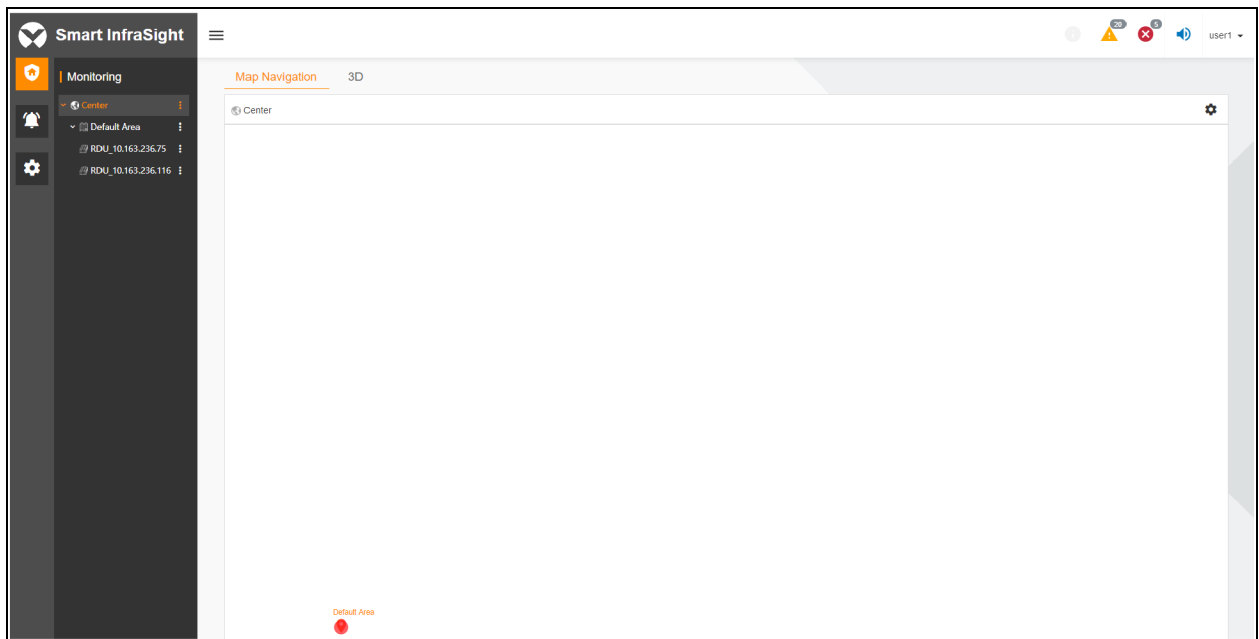 Smart InfraSight
20
5
user1
Monitoring
Center
Default Area
RDU_10.163.236.75
RDU_10.163.236.116
Map Navigation
3D
Center
Default Area